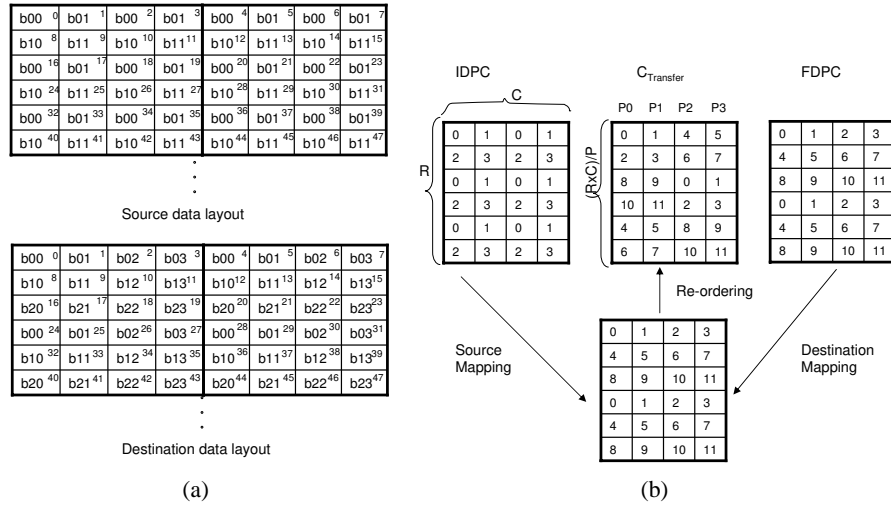 b00 0 b01 1 b00 2 b01 3 b00 4 b01 5 b00 6 b01 7
b10 8 b11 9 b10 10 b11 11 b10 12 b11 13 b10 14 b11 15
b00 16 b01 17 b00 18 b01 19 b00 20 b01 21 b00 22 b01 23
b10 24 b11 25 b10 26 b11 27 b10 28 b11 29 b10 30 b11 31
b00 32 b01 33 b00 34 b01 35 b00 36 b01 37 b00 38 b01 39
b10 40 b11 41 b10 42 b11 43 b10 44 b11 45 b10 46 b11 47
Source data layout
b00 0 b01 1 b02 2 b03 3 b00 4 b01 5 b02 6 b03 7
b10 8 b11 9 b12 10 b13 11 b10 12 b11 13 b12 14 b13 15
b20 16 b21 17 b22 18 b23 19 b20 20 b21 21 b22 22 b23 23
b00 24 b01 25 b02 26 b03 27 b00 28 b01 29 b02 30 b03 31
b10 32 b11 33 b12 34 b13 35 b10 36 b11 37 b12 38 b13 39
b20 40 b21 41 b22 42 b23 43 b20 44 b21 45 b22 46 b23 47
Destination data layout
(a)
IDPC
C
R
0 1 0 1
2 3 2 3
0 1 0 1
2 3 2 3
0 1 0 1
2 3 2 3
CTransfer
P0 P1 P2 P3
(RxC)/P
0 1 4 5
2 3 6 7
8 9 0 1
10 11 2 3
4 5 8 9
6 7 10 11
FDPC
0 1 2 3
4 5 6 7
8 9 10 11
0 1 2 3
4 5 6 7
8 9 10 11
Re-ordering
Source
Mapping
Destination
Mapping
0 1 2 3
4 5 6 7
8 9 10 11
0 1 2 3
4 5 6 7
8 9 10 11
(b)